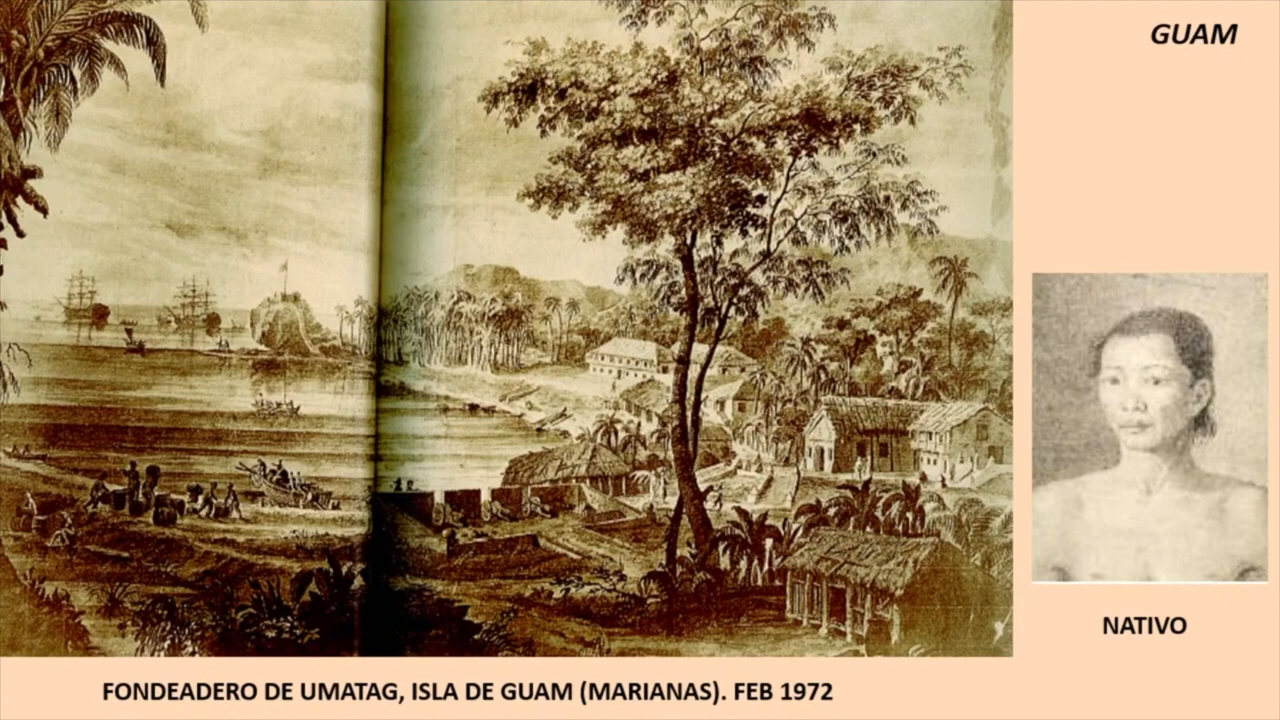 GUAM
NATIVO
FONDEADERO DE UMATAG, ISLA DE GUAM (MARIANAS). FEB 1972